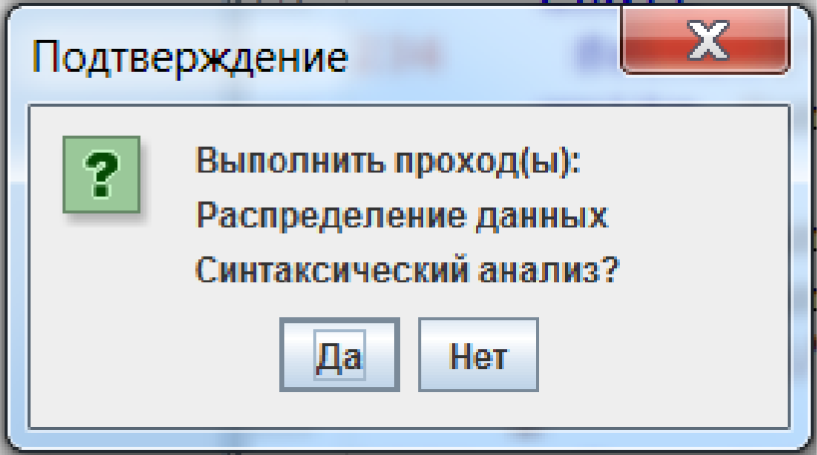 Подтверждение
Выполнить проход(ы):
Распределение данных
Синтаксический анализ?
Да
Нет